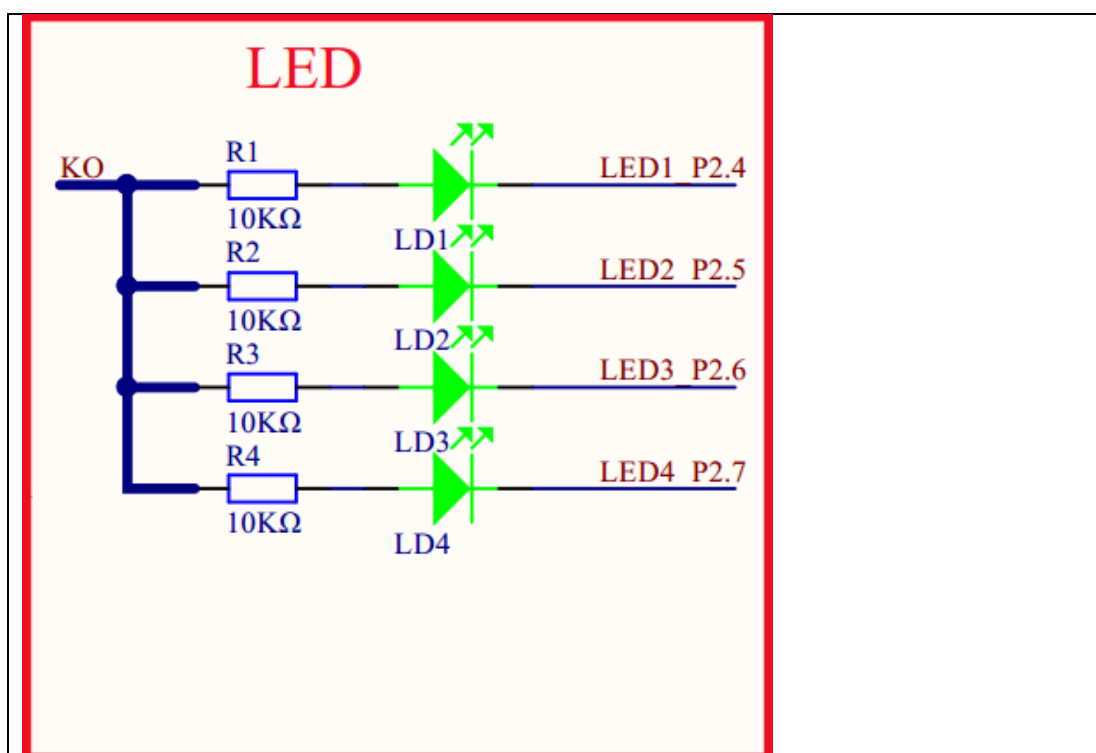 LED
KO
R1
10KΩ
LD1
LED1_P2.4
R2
10KΩ
LD2
LED2_P2.5
R3
10KΩ
LD3
LED3_P2.6
R4
10KΩ
LD4
LED4_P2.7